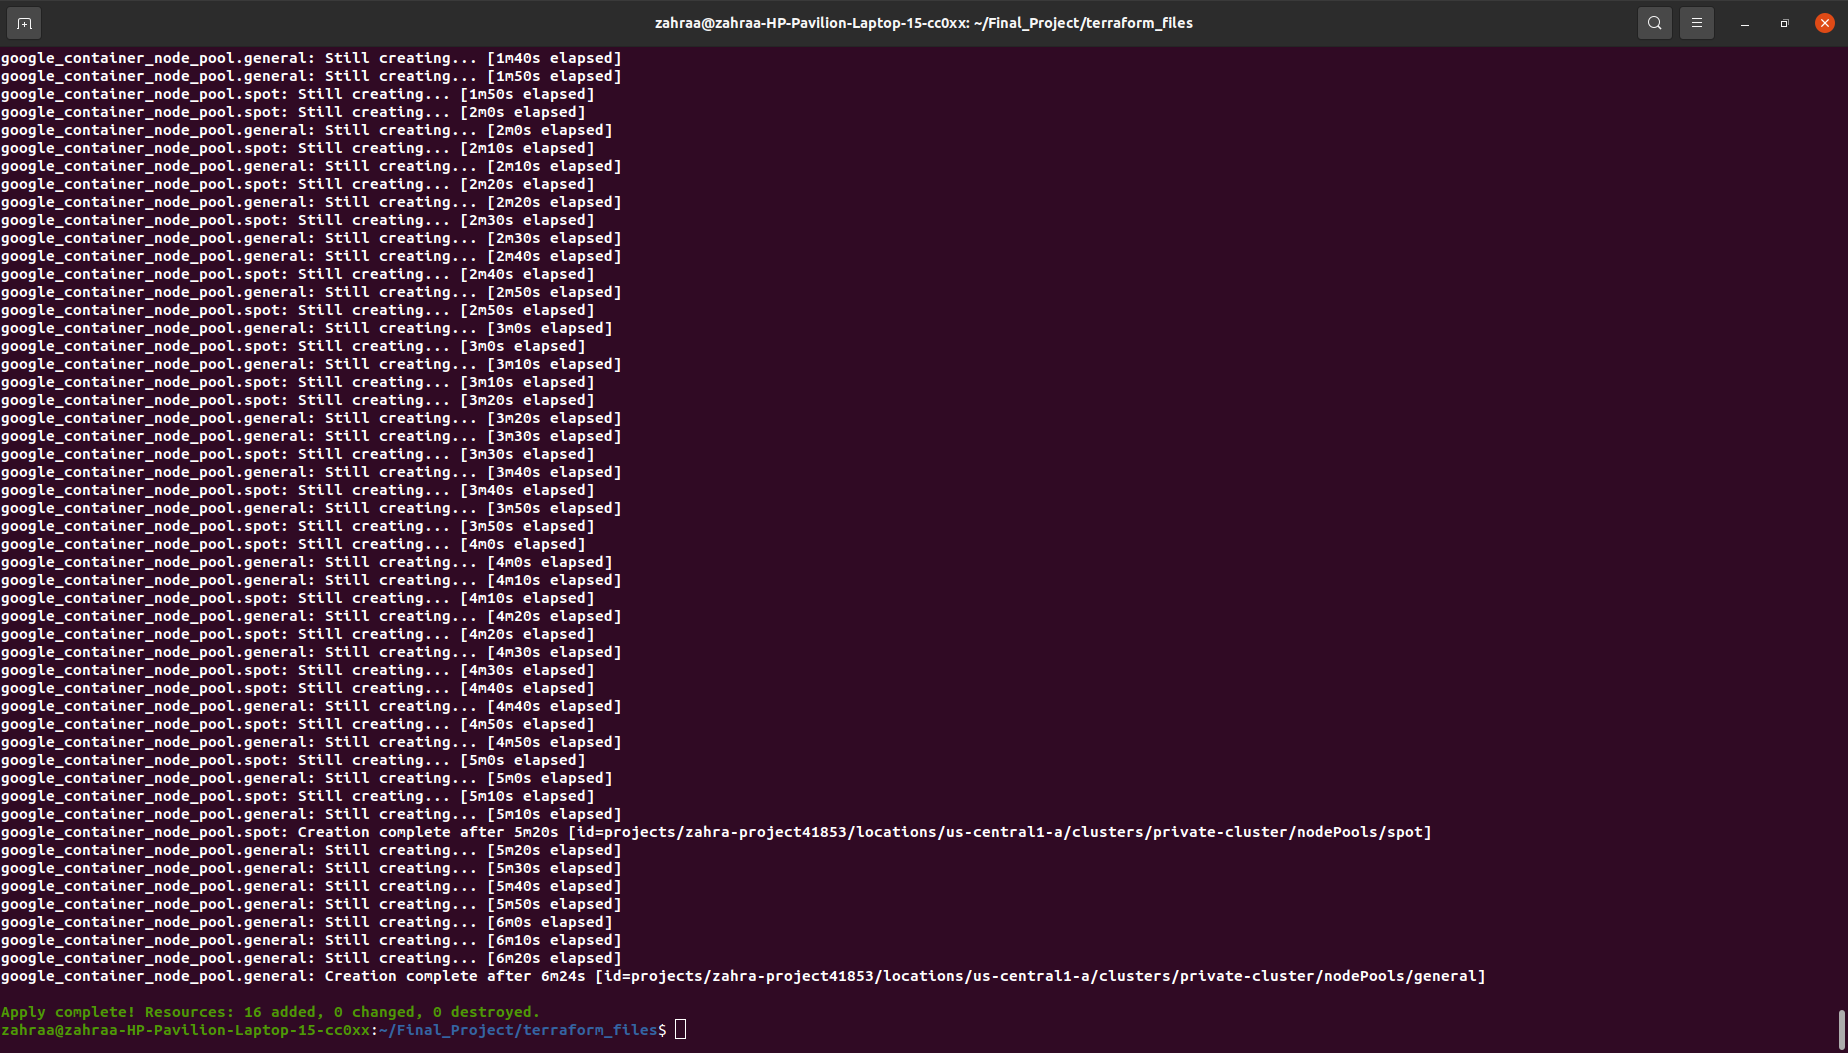 zahraa@zahraa-HP-Pavilion-Laptop-15-cc0xx: ~/Final_Project/terraform_files
google_container_node_pool.general: Still creating... [1m40s elapsed]
google_container_node_pool.general: Still creating... [1m50s elapsed]
google_container_node_pool.spot: Still creating... [1m50s elapsed]
google_container_node_pool.spot: Still creating... [2m0s elapsed]
google_container_node_pool.general: Still creating... [2m0s elapsed]
google_container_node_pool.spot: Still creating... [2m10s elapsed]
google_container_node_pool.general: Still creating... [2m10s elapsed]
google_container_node_pool.spot: Still creating... [2m20s elapsed]
google_container_node_pool.general: Still creating... [2m20s elapsed]
google_container_node_pool.spot: Still creating... [2m30s elapsed]
google_container_node_pool.general: Still creating... [2m30s elapsed]
google_container_node_pool.general: Still creating... [2m40s elapsed]
google_container_node_pool.spot: Still creating... [2m40s elapsed]
google_container_node_pool.general: Still creating... [2m50s elapsed]
google_container_node_pool.spot: Still creating... [2m50s elapsed]
google_container_node_pool.general: Still creating... [3m0s elapsed]
google_container_node_pool.spot: Still creating... [3m0s elapsed]
google_container_node_pool.general: Still creating... [3m10s elapsed]
google_container_node_pool.spot: Still creating... [3m10s elapsed]
google_container_node_pool.spot: Still creating... [3m20s elapsed]
google_container_node_pool.general: Still creating... [3m20s elapsed]
google_container_node_pool.general: Still creating... [3m30s elapsed]
google_container_node_pool.spot: Still creating... [3m30s elapsed]
google_container_node_pool.general: Still creating... [3m40s elapsed]
google_container_node_pool.spot: Still creating... [3m40s elapsed]
google_container_node_pool.general: Still creating... [3m50s elapsed]
google_container_node_pool.spot: Still creating... [3m50s elapsed]
google_container_node_pool.spot: Still creating... [4m0s elapsed]
google_container_node_pool.general: Still creating... [4m0s elapsed]
google_container_node_pool.general: Still creating... [4m10s elapsed]
google_container_node_pool.spot: Still creating... [4m10s elapsed]
google_container_node_pool.general: Still creating... [4m20s elapsed]
google_container_node_pool.spot: Still creating... [4m20s elapsed]
google_container_node_pool.general: Still creating... [4m30s elapsed]
google_container_node_pool.spot: Still creating... [4m30s elapsed]
google_container_node_pool.spot: Still creating... [4m40s elapsed]
google_container_node_pool.general: Still creating... [4m40s elapsed]
google_container_node_pool.spot: Still creating... [4m50s elapsed]
google_container_node_pool.general: Still creating... [4m50s elapsed]
google_container_node_pool.spot: Still creating... [5m0s elapsed]
google_container_node_pool.general: Still creating... [5m0s elapsed]
google_container_node_pool.spot: Still creating... [5m10s elapsed]
google_container_node_pool.general: Still creating... [5m10s elapsed]
google_container_node_pool.spot: Creation complete after 5m20s [id=projects/zahra-project41853/locations/us-central1-a/clusters/private-cluster/nodePools/spot]
google_container_node_pool.general: Still creating... [5m20s elapsed]
google_container_node_pool.general: Still creating... [5m30s elapsed]
google_container_node_pool.general: Still creating... [5m40s elapsed]
google_container_node_pool.general: Still creating... [5m50s elapsed]
google_container_node_pool.general: Still creating... [6m0s elapsed]
google_container_node_pool.general: Still creating... [6m10s elapsed]
google_container_node_pool.general: Still creating... [6m20s elapsed]
google_container_node_pool.general: Creation complete after 6m24s [id=projects/zahra-project41853/locations/us-central1-a/clusters/private-cluster/nodePools/general]
Apply complete! Resources: 16 added, 0 changed, 0 destroyed.
zahraa@zahraa-HP-Pavilion-Laptop-15-cc0xx:~/Final_Project/terraform_files$